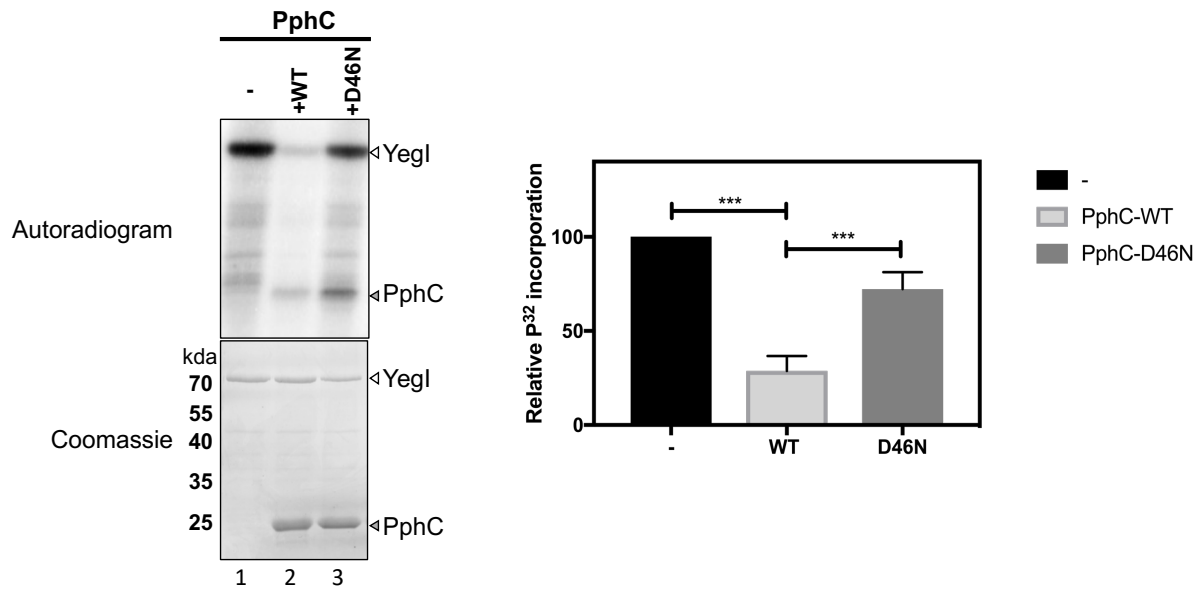 PphC
-
+WT
+D46N
YegI
Autoradiogram
PphC
kda
70
55
40
35
25
YegI
Coomassie
PphC
1 2 3
Relative P³² incorporation
100
50
0
***
***
- WT D46N
-
PphC-WT
PphC-D46N